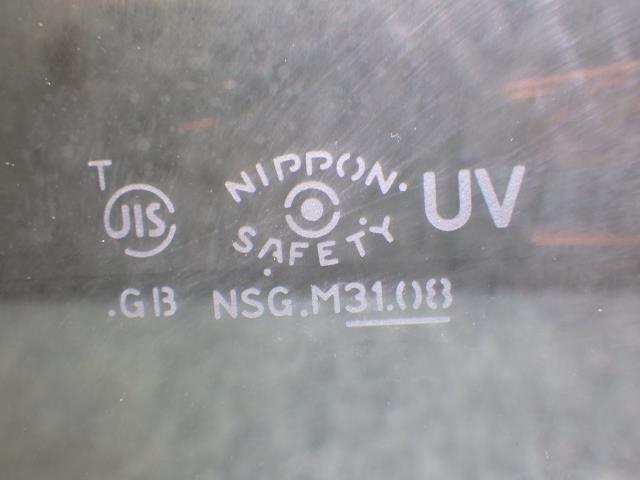 T
JIS
NIPPON
SAFETY
UV
.GB NSG.M31.08